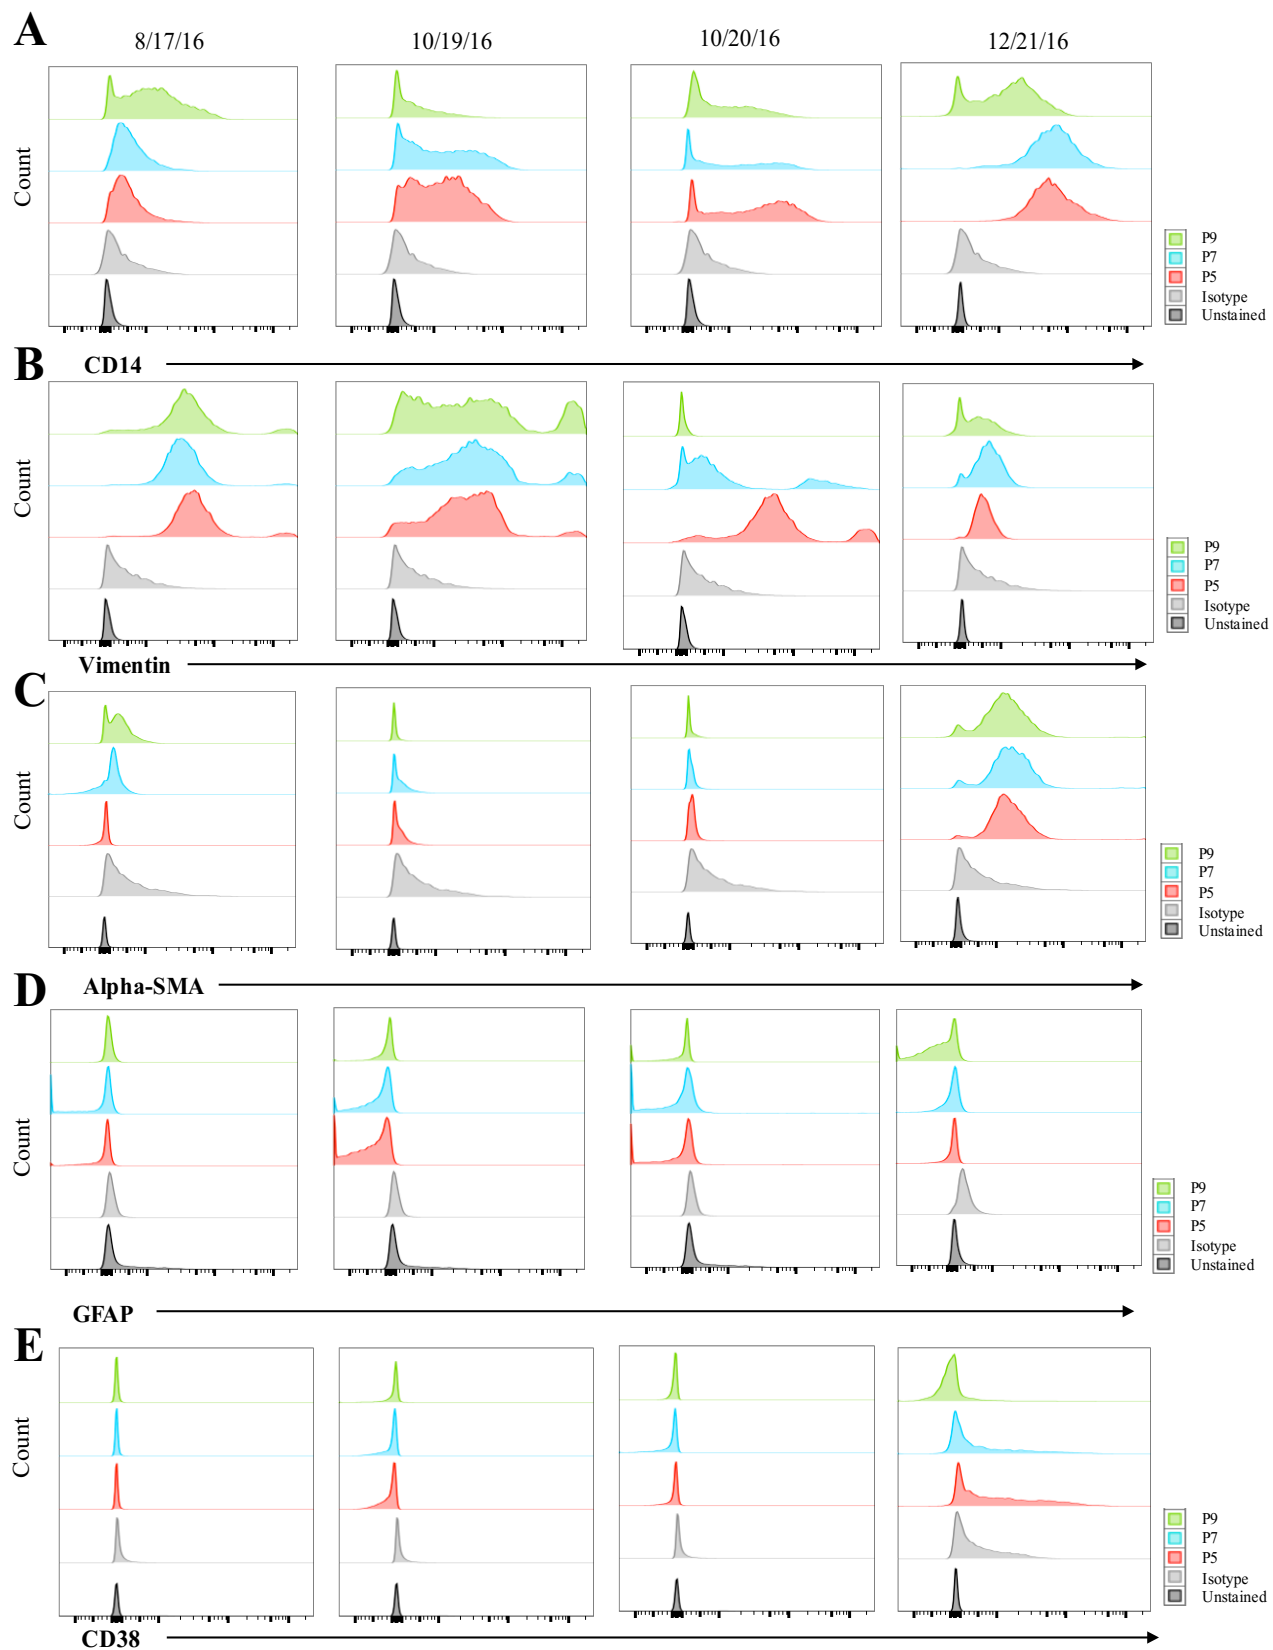 A
8/17/16 10/19/16 10/20/16 12/21/16
Count
P9
P7
P5
Isotype
Unstained
CD14
B
Count
P9
P7
P5
Isotype
Unstained
Vimentin
C
Count
P9
P7
P5
Isotype
Unstained
Alpha-SMA
D
Count
P9
P7
P5
Isotype
Unstained
GFAP
E
Count
P9
P7
P5
Isotype
Unstained
CD38